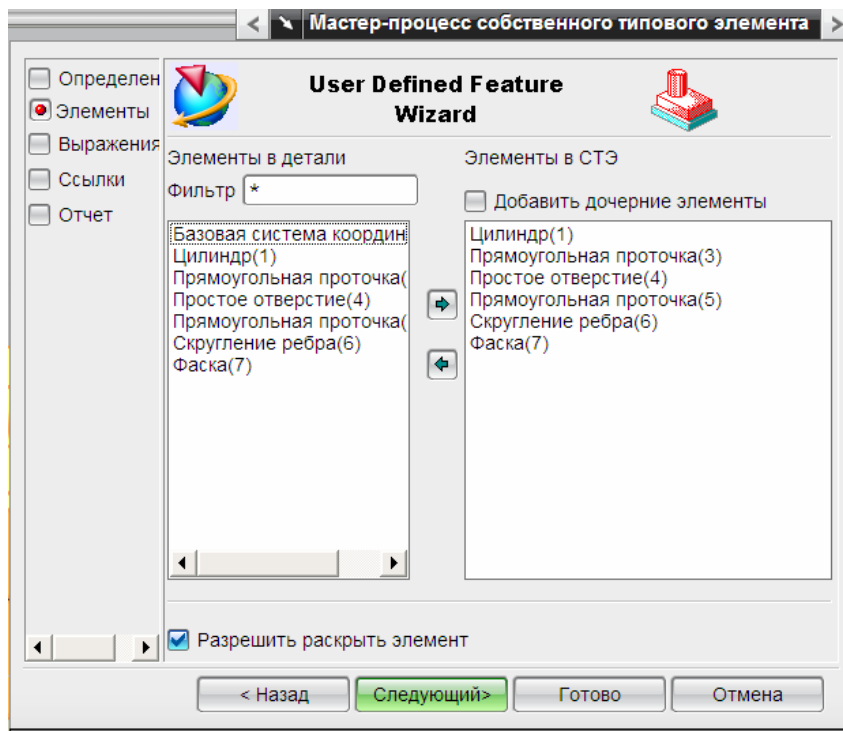 Мастер-процесс собственного типового элемента
Определен
Элементы
Выражения
Ссылки
Отчет
User Defined Feature
Wizard
Элементы в детали
Фильтр *
Базовая система координ
Цилиндр(1)
Прямоугольная проточка(
Простое отверстие(4)
Прямоугольная проточка(
Скругление ребра(6)
Фаска(7)
Элементы в СТЭ
Добавить дочерние элементы
Цилиндр(1)
Прямоугольная проточка(3)
Простое отверстие(4)
Прямоугольная проточка(5)
Скругление ребра(6)
Фаска(7)
Разрешить раскрыть элемент
< Назад
Следующий>
Готово
Отмена